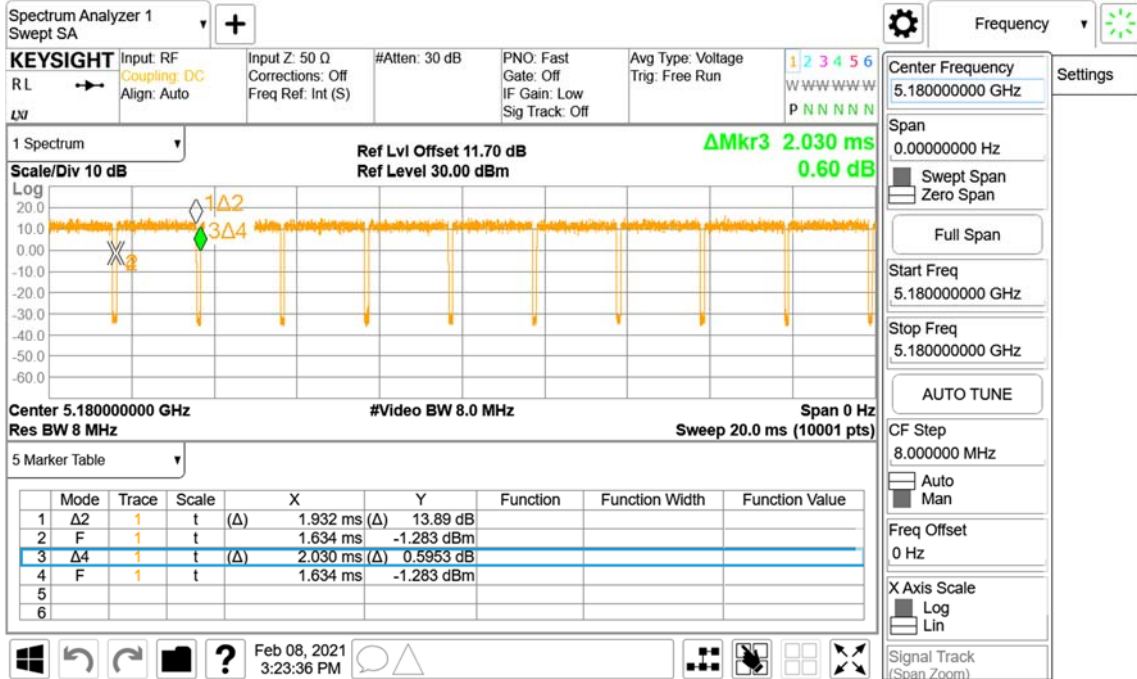 Spectrum Analyzer 1
Swept SA
Frequency
KEYSIGHT
R L
LXI
Input: RF
Coupling: DC
Align: Auto
Input Z: 50 Ω
Corrections: Off
Freq Ref: Int (S)
#Atten: 30 dB
PNO: Fast
Gate: Off
IF Gain: Low
Sig Track: Off
Avg Type: Voltage
Trig: Free Run
1 2 3 4 5 6
W W W W W W
P N N N N N
1 Spectrum
Scale/Div 10 dB
Ref Lvl Offset 11.70 dB
Ref Level 30.00 dBm
ΔMkr3 2.030 ms
0.60 dB
Log
20.0
10.0
0.00
-10.0
-20.0
-30.0
-40.0
-50.0
-60.0
1Δ2
3Δ4
Center 5.180000000 GHz
Res BW 8 MHz
#Video BW 8.0 MHz
Span 0 Hz
Sweep 20.0 ms (10001 pts)
5 Marker Table
Mode Trace Scale X Y Function Function Width Function Value
1 Δ2 1 t (Δ) 1.932 ms (Δ) 13.89 dB
2 F 1 t 1.634 ms -1.283 dBm
3 Δ4 1 t (Δ) 2.030 ms (Δ) 0.5953 dB
4 F 1 t 1.634 ms -1.283 dBm
5
6
?
Feb 08, 2021
3:23:36 PM
Center Frequency
5.180000000 GHz
Settings
Span
0.00000000 Hz
Swept Span
Zero Span
Full Span
Start Freq
5.180000000 GHz
Stop Freq
5.180000000 GHz
AUTO TUNE
CF Step
8.000000 MHz
Auto
Man
Freq Offset
0 Hz
X Axis Scale
Log
Lin
Signal Track
(Span Zoom)